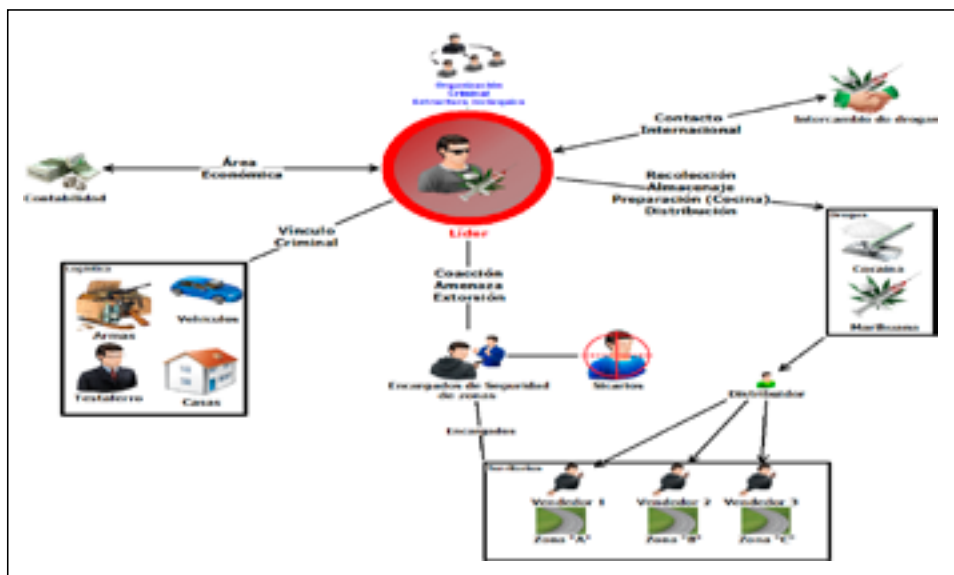 Organización
Criminal
Estructura Jerárquica
Contacto
Internacional
Intercambio de drogas
Área
Económica
Contabilidad
Recolección
Almacenaje
Preparación (Cocina)
Distribución
Líder
Vínculo
Criminal
Drogas
Cocaína
Marihuana
Coacción
Amenaza
Extorsión
Logística
Armas
Vehículos
Testaferro
Casas
Encargados de Seguridad
de zonas
Sicarios
Distribuidor
Encargados
Territorios
Vendedor 1
Vendedor 2
Vendedor 3
Zona "A"
Zona "B"
Zona "C"